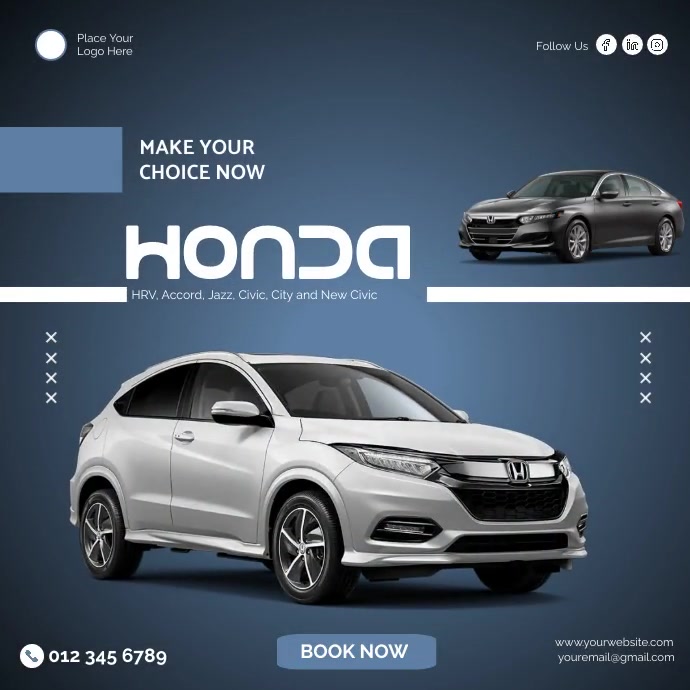 Place Your
Logo Here
Follow Us
MAKE YOUR
CHOICE NOW
HONDA
HRV, Accord, Jazz, Civic, City and New Civic
012 345 6789
BOOK NOW
www.yourwebsite.com
youremail@gmail.com